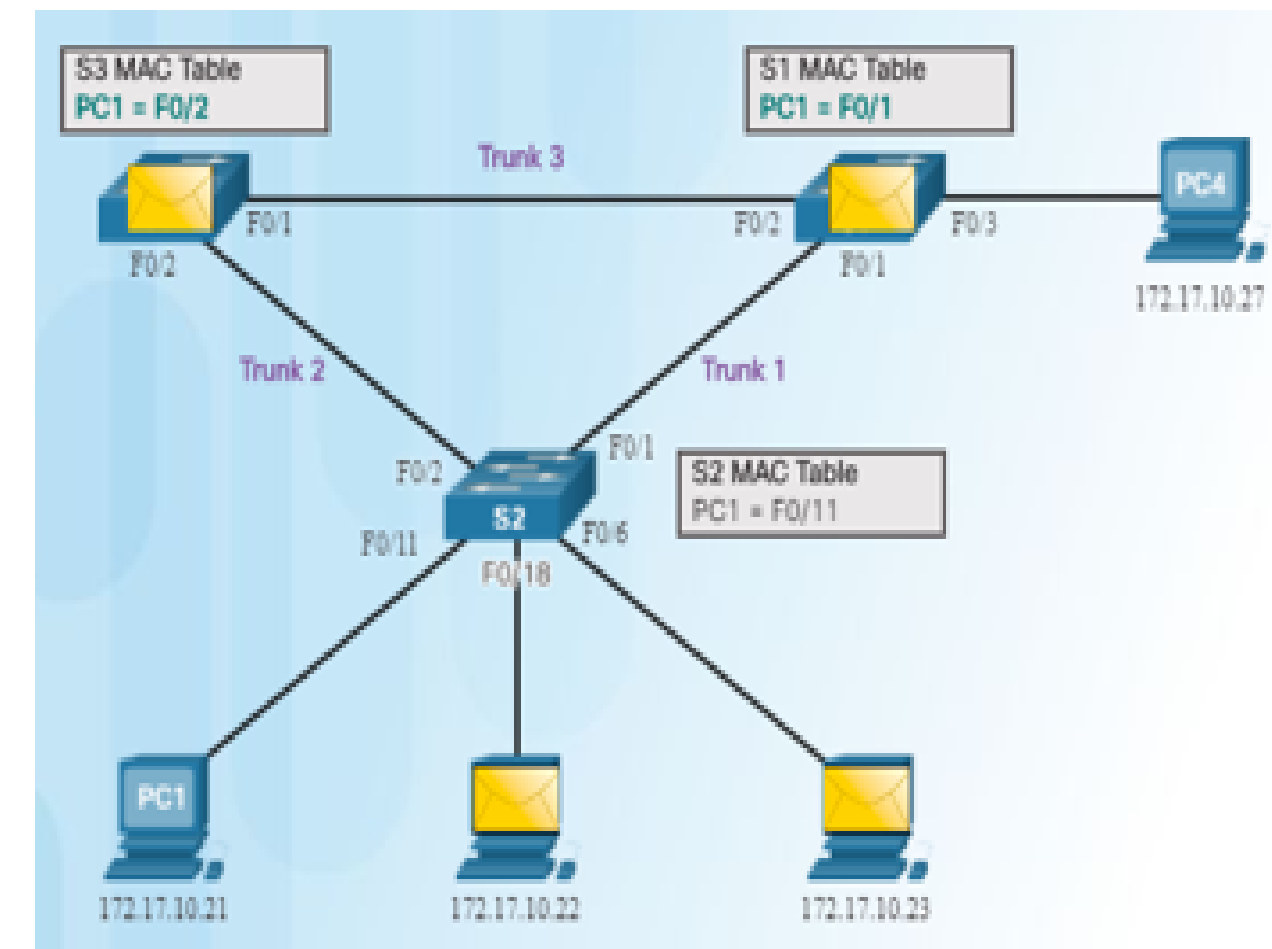 S3 MAC Table
PC1 = F0/2
S1 MAC Table
PC1 = F0/1
Trunk 3
PC4
F0/1
F0/2
F0/3
F0/2
F0/1
172.17.10.27
Trunk 2
Trunk 1
F0/1
F0/2
S2 MAC Table
PC1 = F0/11
S2
F0/11
F0/6
F0/18
PC1
172.17.10.21
172.17.10.22
172.17.10.23